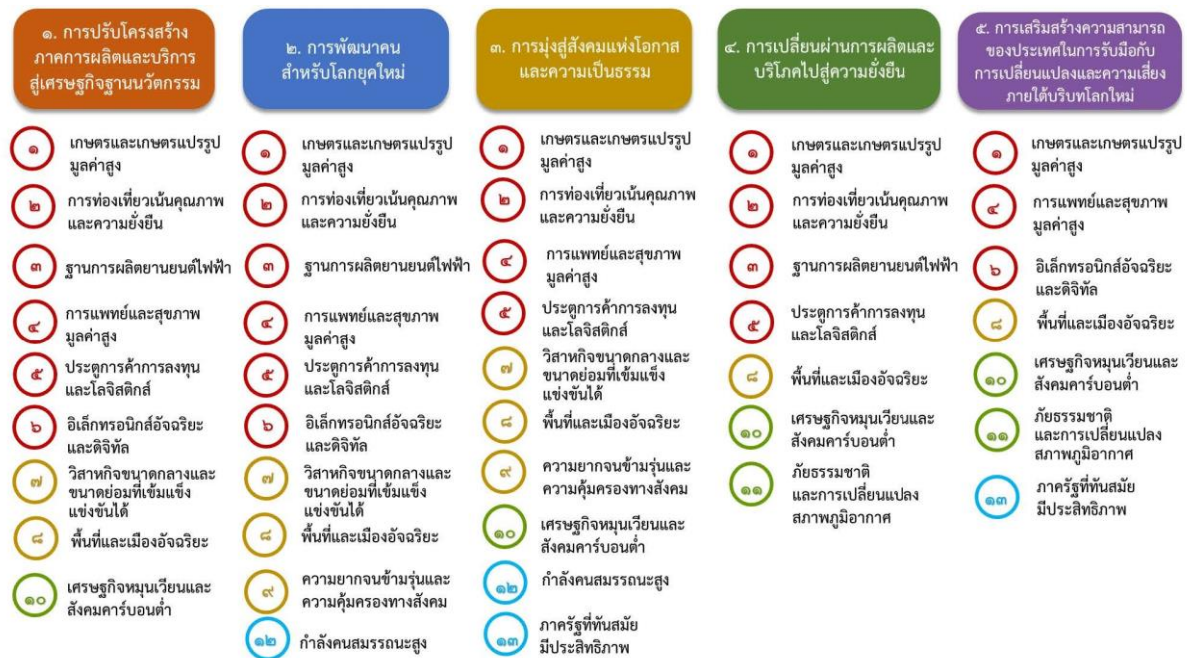 ๑. การปรับโครงสร้าง
ภาคการผลิตและบริการ
สู่เศรษฐกิจฐานนวัตกรรม
๑
เกษตรและเกษตรแปรรูป
มูลค่าสูง
๒
การท่องเที่ยวเน้นคุณภาพ
และความยั่งยืน
๓
ฐานการผลิตยานยนต์ไฟฟ้า
๔
การแพทย์และสุขภาพ
มูลค่าสูง
๕
ประตูการค้าการลงทุน
และโลจิสติกส์
๖
อิเล็กทรอนิกส์อัจฉริยะ
และดิจิทัล
๗
วิสาหกิจขนาดกลางและ
ขนาดย่อมที่เข้มแข็ง
แข่งขันได้
๘
พื้นที่และเมืองอัจฉริยะ
๑๐
เศรษฐกิจหมุนเวียนและ
สังคมคาร์บอนต่ำ
๒. การพัฒนาคน
สำหรับโลกยุคใหม่
๑
เกษตรและเกษตรแปรรูป
มูลค่าสูง
๒
การท่องเที่ยวเน้นคุณภาพ
และความยั่งยืน
๓
ฐานการผลิตยานยนต์ไฟฟ้า
๔
การแพทย์และสุขภาพ
มูลค่าสูง
๕
ประตูการค้าการลงทุน
และโลจิสติกส์
๖
อิเล็กทรอนิกส์อัจฉริยะ
และดิจิทัล
๗
วิสาหกิจขนาดกลางและ
ขนาดย่อมที่เข้มแข็ง
แข่งขันได้
๘
พื้นที่และเมืองอัจฉริยะ
๙
ความยากจนข้ามรุ่นและ
ความคุ้มครองทางสังคม
๑๒
กำลังคนสมรรถนะสูง
๓. การมุ่งสู่สังคมแห่งโอกาส
และความเป็นธรรม
๑
เกษตรและเกษตรแปรรูป
มูลค่าสูง
๒
การท่องเที่ยวเน้นคุณภาพ
และความยั่งยืน
๔
การแพทย์และสุขภาพ
มูลค่าสูง
๕
ประตูการค้าการลงทุน
และโลจิสติกส์
๗
วิสาหกิจขนาดกลางและ
ขนาดย่อมที่เข้มแข็ง
แข่งขันได้
๘
พื้นที่และเมืองอัจฉริยะ
๙
ความยากจนข้ามรุ่นและ
ความคุ้มครองทางสังคม
๑๐
เศรษฐกิจหมุนเวียนและ
สังคมคาร์บอนต่ำ
๑๒
กำลังคนสมรรถนะสูง
๑๓
ภาครัฐที่ทันสมัย
มีประสิทธิภาพ
๔. การเปลี่ยนผ่านการผลิตและ
บริโภคไปสู่ความยั่งยืน
๑
เกษตรและเกษตรแปรรูป
มูลค่าสูง
๒
การท่องเที่ยวเน้นคุณภาพ
และความยั่งยืน
๓
ฐานการผลิตยานยนต์ไฟฟ้า
๕
ประตูการค้าการลงทุน
และโลจิสติกส์
๘
พื้นที่และเมืองอัจฉริยะ
๑๐
เศรษฐกิจหมุนเวียนและ
สังคมคาร์บอนต่ำ
๑๑
ภัยธรรมชาติ
และการเปลี่ยนแปลง
สภาพภูมิอากาศ
๕. การเสริมสร้างความสามารถ
ของประเทศในการรับมือกับ
การเปลี่ยนแปลงและความเสี่ยง
ภายใต้บริบทโลกใหม่
๑
เกษตรและเกษตรแปรรูป
มูลค่าสูง
๔
การแพทย์และสุขภาพ
มูลค่าสูง
๖
อิเล็กทรอนิกส์อัจฉริยะ
และดิจิทัล
๘
พื้นที่และเมืองอัจฉริยะ
๑๐
เศรษฐกิจหมุนเวียนและ
สังคมคาร์บอนต่ำ
๑๑
ภัยธรรมชาติ
และการเปลี่ยนแปลง
สภาพภูมิอากาศ
๑๓
ภาครัฐที่ทันสมัย
มีประสิทธิภาพ